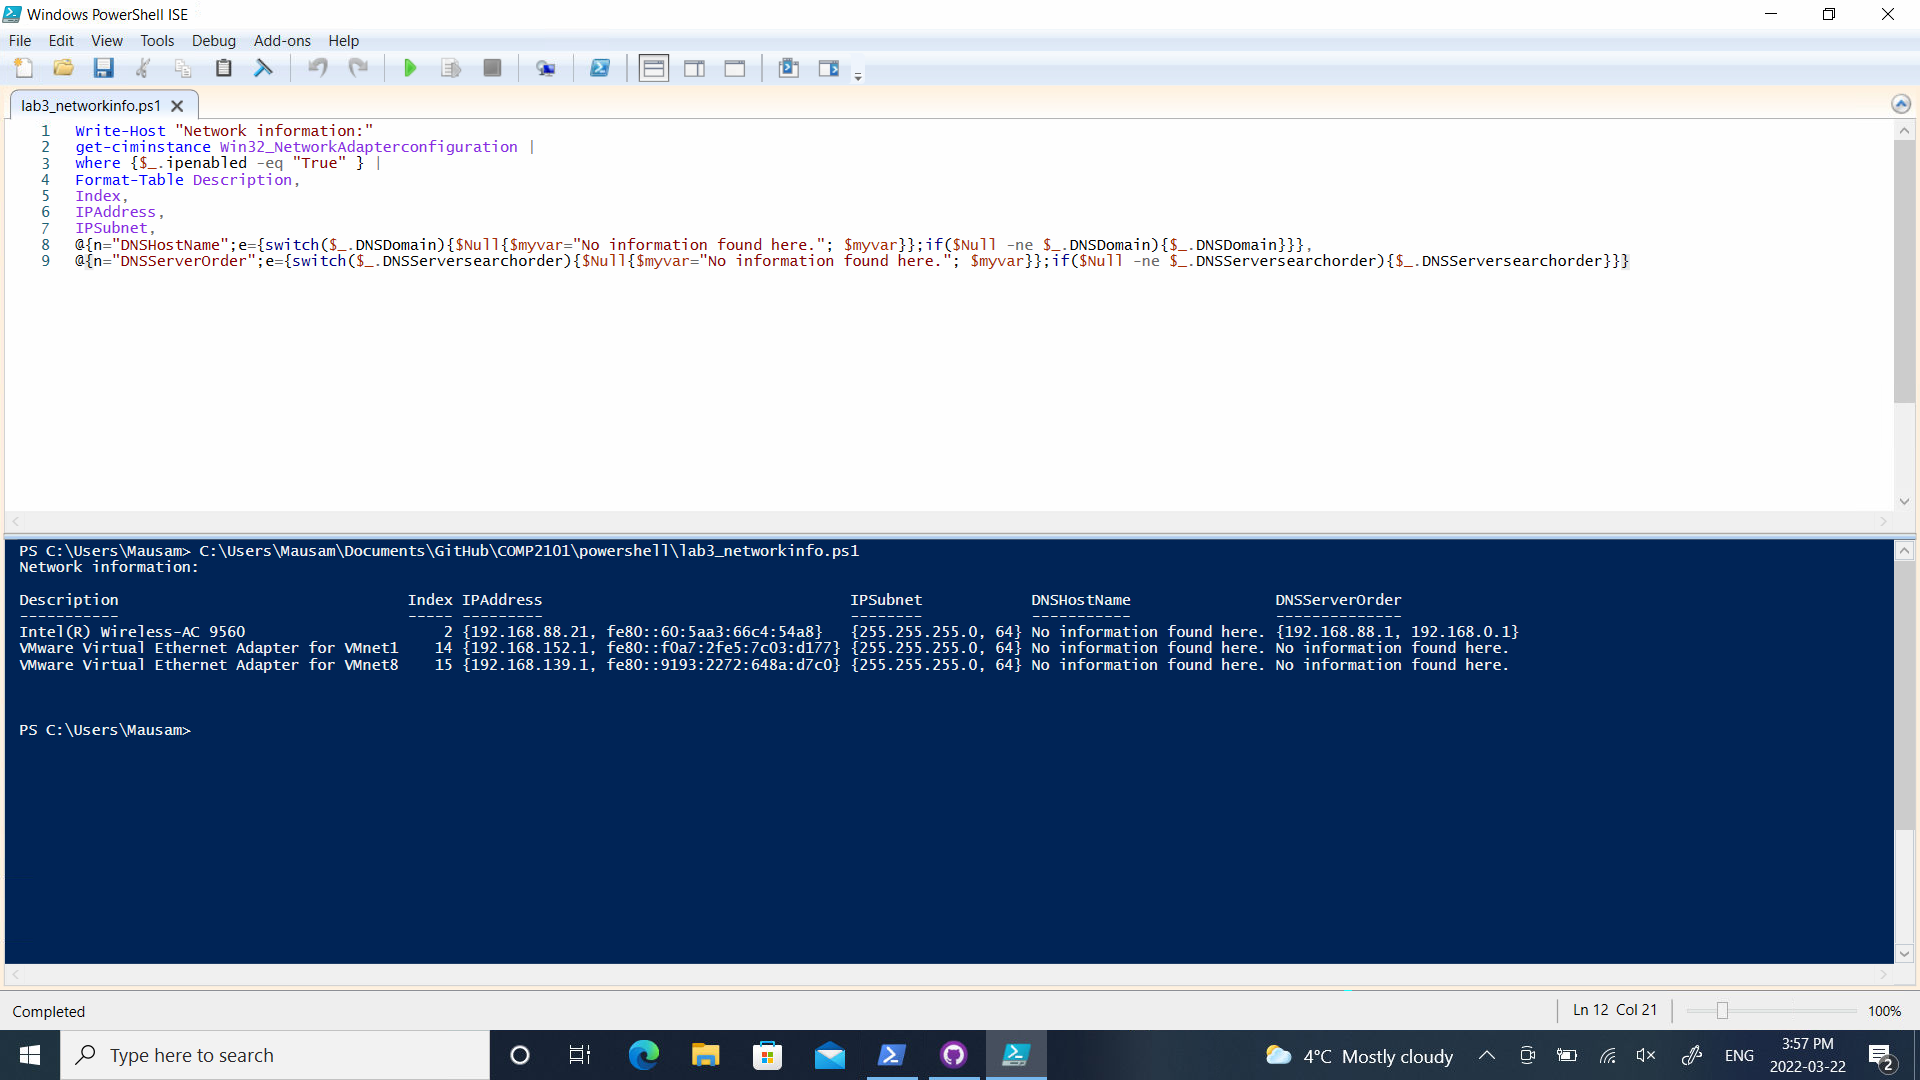 Windows PowerShell ISE
File Edit View Tools Debug Add-ons Help
lab3_networkinfo.ps1
1 Write-Host "Network information:"
2 get-ciminstance Win32_NetworkAdapterconfiguration |
3 where {$_.ipenabled -eq "True" } |
4 Format-Table Description,
5 Index,
6 IPAddress,
7 IPSubnet,
8 @{n="DNSHostName";e={switch($_.DNSDomain){$Null{$myvar="No information found here."; $myvar}};if($Null -ne $_.DNSDomain){$_.DNSDomain}}},
9 @{n="DNSServerOrder";e={switch($_.DNSServersearchorder){$Null{$myvar="No information found here."; $myvar}};if($Null -ne $_.DNSServersearchorder){$_.DNSServersearchorder}}}
PS C:\Users\Mausam> C:\Users\Mausam\Documents\GitHub\COMP2101\powershell\lab3_networkinfo.ps1
Network information:
Description Index IPAddress IPSubnet DNSHostName DNSServerOrder
----------- ----- --------- -------- ----------- --------------
Intel(R) Wireless-AC 9560 2 {192.168.88.21, fe80::60:5aa3:66c4:54a8} {255.255.255.0, 64} No information found here. {192.168.88.1, 192.168.0.1}
VMware Virtual Ethernet Adapter for VMnet1 14 {192.168.152.1, fe80::f0a7:2fe5:7c03:d177} {255.255.255.0, 64} No information found here. No information found here.
VMware Virtual Ethernet Adapter for VMnet8 15 {192.168.139.1, fe80::9193:2272:648a:d7c0} {255.255.255.0, 64} No information found here. No information found here.
PS C:\Users\Mausam>
Completed Ln 12 Col 21 100%
Type here to search 4°C Mostly cloudy ENG 3:57 PM
2022-03-22 2